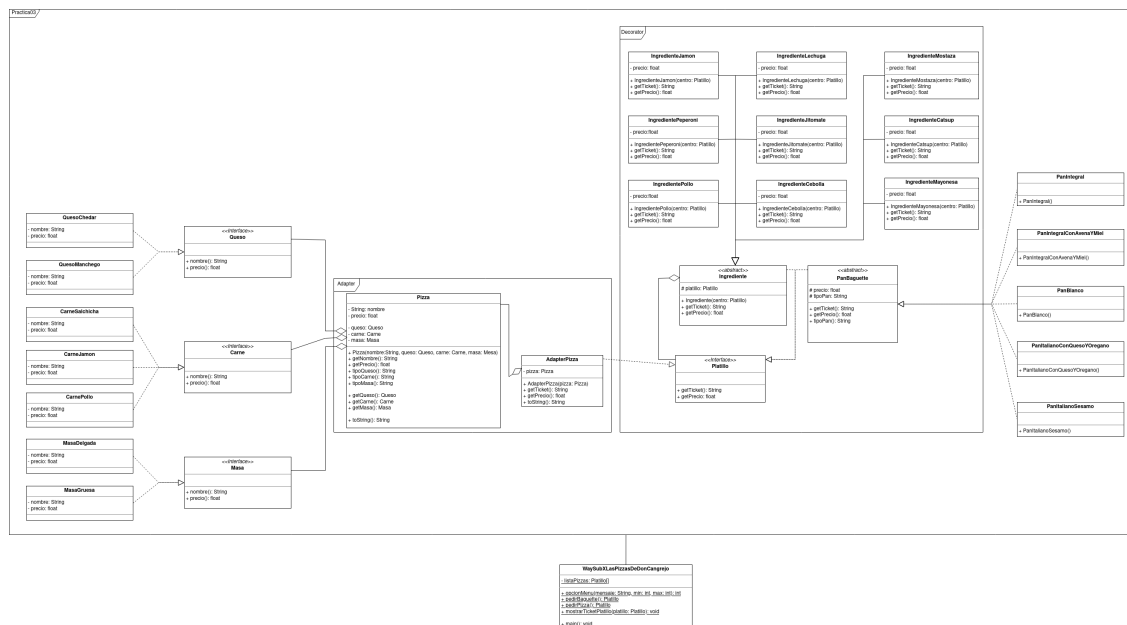 Practica03
Decorator
IngredienteJamon
- precio: float
+ IngredienteJamon(centro: Platillo)
+ getTicket(): String
+ getPrecio(): float
IngredienteLechuga
- precio: float
+ IngredienteLechuga(centro: Platillo)
+ getTicket(): String
+ getPrecio(): float
IngredienteMostaza
- precio: float
+ IngredienteMostaza(centro: Platillo)
+ getTicket(): String
+ getPrecio(): float
IngredientePeperoni
- precio:float
+ IngredientePeperoni(centro: Platillo)
+ getTicket(): String
+ getPrecio(): float
IngredienteJitomate
- precio: float
+ IngredienteJitomate(centro: Platillo)
+ getTicket(): String
+ getPrecio(): float
IngredienteCatsup
- precio: float
+ IngredienteCatsup(centro: Platillo)
+ getTicket(): String
+ getPrecio(): float
IngredientePollo
- precio:float
+ IngredientePollo(centro: Platillo)
+ getTicket(): String
+ getPrecio(): float
IngredienteCebolla
- precio: float
+ IngredienteCebolla(centro: Platillo)
+ getTicket(): String
+ getPrecio(): float
IngredienteMayonesa
- precio: float
+ IngredienteMayonesa(centro: Platillo)
+ getTicket(): String
+ getPrecio(): float
<<abstract>>
Ingrediente
# platillo: Platillo
+ Ingrediente(centro: Platillo)
+ getTicket(): String
+ getPrecio(): float
<<abstract>>
PanBaguette
# precio: float
# tipoPan: String
+ getTicket(): String
+ getPrecio(): float
+ tipoPan(): String
<<interface>>
Platillo
+ getTicket(): String
+ getPrecio: float
PanIntegral
+ PanIntegral()
PanIntegralConAvenaYMiel
+ PanIntegralConAvenaYMiel()
PanBlanco
+ PanBlanco()
PanItalianoConQuesoYOregano
+ PanItalianoConQuesoYOregano()
PanItalianoSesamo
+ PanItalianoSesamo()
QuesoChedar
- nombre: String
- precio: float
QuesoManchego
- nombre: String
- precio: float
<<interface>>
Queso
+ nombre(): String
+ precio(): float
CarneSalchicha
- nombre: String
- precio: float
CarneJamon
- nombre: String
- precio: float
CarnePollo
- nombre: String
- precio: float
<<interface>>
Carne
+ nombre(): String
+ precio(): float
MasaDelgada
- nombre: String
- precio: float
MasaGruesa
- nombre: String
- precio: float
<<interface>>
Masa
+ nombre(): String
+ precio(): float
Adapter
Pizza
- String: nombre
- precio: float
- queso: Queso
- carne: Carne
- masa: Masa
+ Pizza(nombre:String, queso: Queso, carne: Carne, masa: Masa)
+ getNombre(): String
+ getPrecio(): float
+ tipoQueso(): String
+ tipoCarne(): String
+ tipoMasa(): String
+ getQueso(): Queso
+ getCarne(): Carne
+ getMasa(): Masa
+ toString(): String
AdapterPizza
- pizza: Pizza
+ AdapterPizza(pizza: Pizza)
+ getTicket(): String
+ getPrecio(): float
+ toString(): String
WaySubXLasPizzasDeDonCangrejo
- listaPizzas: Platillo[]
+ opcionMenu(mensaje: String, min: int, max: int): int
+ pedirBaguette(): Platillo
+ pedirPizza(): Platillo
+ mostrarTicketPlatillo(platillo: Platillo): void
+ main(): void